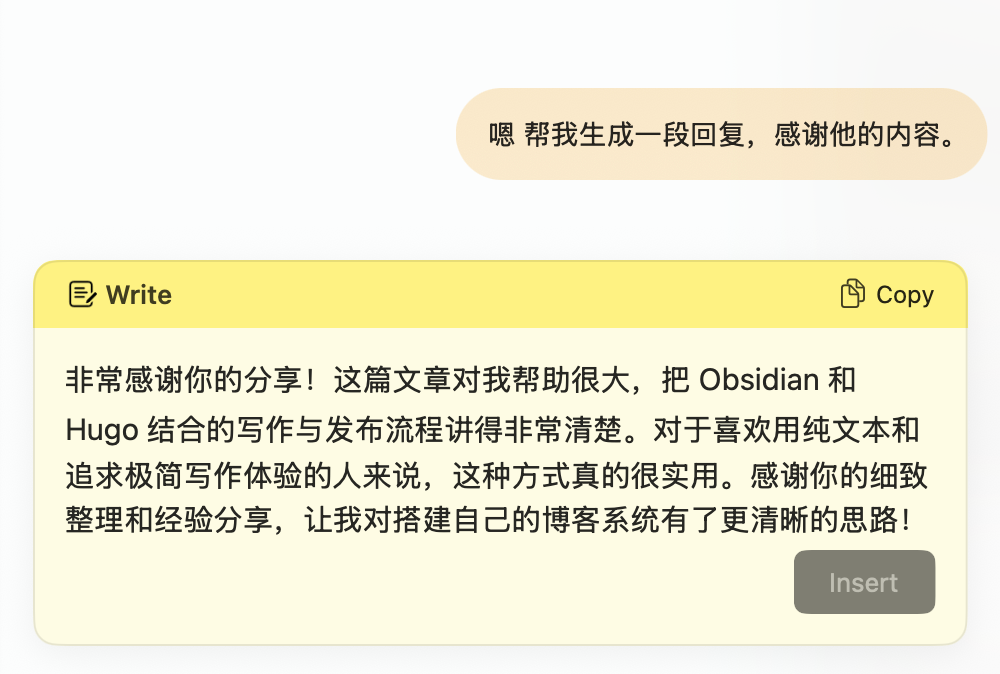 嗯 帮我生成一段回复，感谢他的内容。
Write
Copy
非常感谢你的分享！这篇文章对我帮助很大，把 Obsidian 和
Hugo 结合的写作与发布流程讲得非常清楚。对于喜欢用纯文本和
追求极简写作体验的人来说，这种方式真的很实用。感谢你的细致
整理和经验分享，让我对搭建自己的博客系统有了更清晰的思路！
Insert